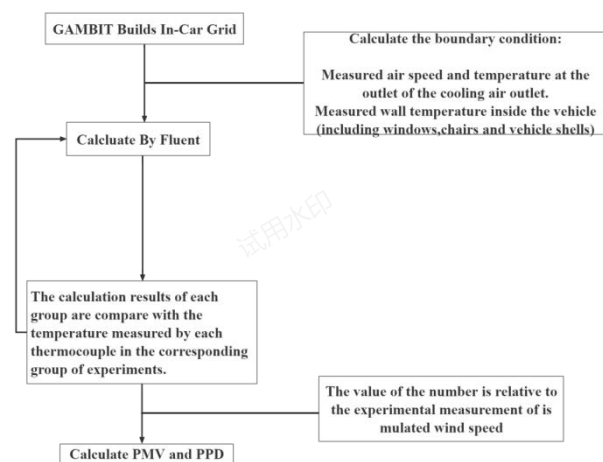 GAMBIT Builds In-Car Grid
Calculate the boundary condition:
Measured air speed and temperature at the
outlet of the cooling air outlet.
Measured wall temperature inside the vehicle
(including windows,chairs and vehicle shells)
Calcluate By Fluent
试用水印
The calculation results of each
group are compare with the
temperature measured by each
thermocouple in the corresponding
group of experiments.
The value of the number is relative to
the experimental measurement of is
mulated wind speed
Calculate PMV and PPD